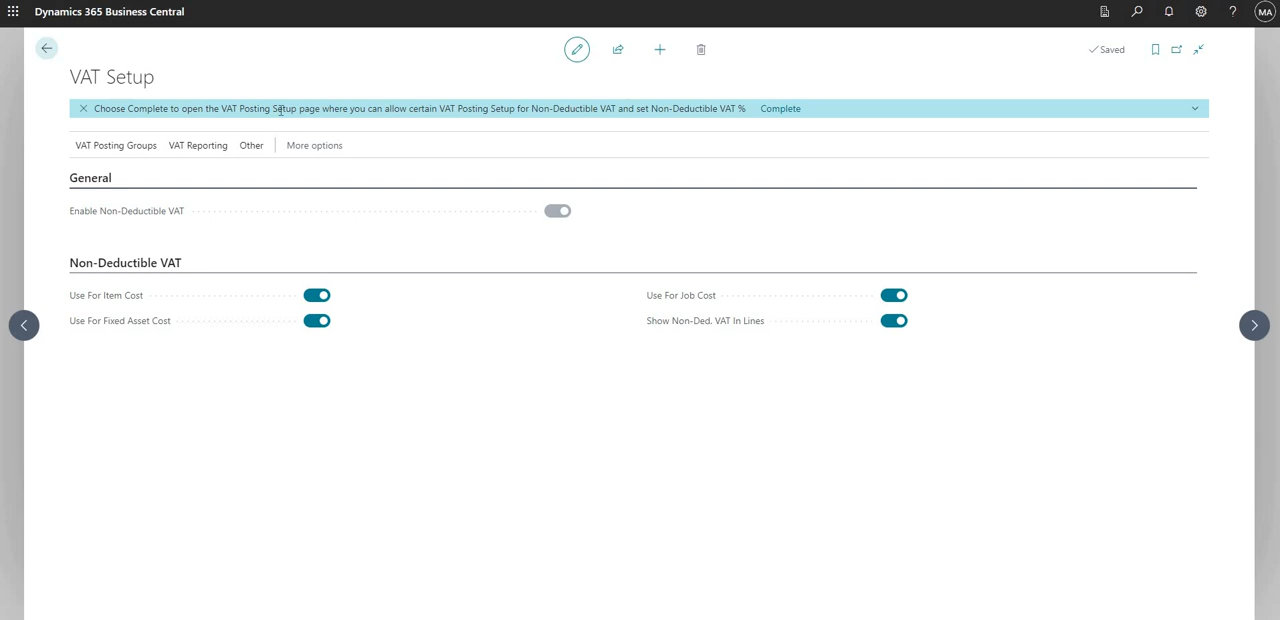 Dynamics 365 Business Central
MA
Saved
VAT Setup
Choose Complete to open the VAT Posting Setup page where you can allow certain VAT Posting Setup for Non-Deductible VAT and set Non-Deductible VAT % Complete
VAT Posting Groups VAT Reporting Other More options
General
Enable Non-Deductible VAT
Non-Deductible VAT
Use For Item Cost Use For Job Cost
Use For Fixed Asset Cost Show Non-Ded. VAT In Lines